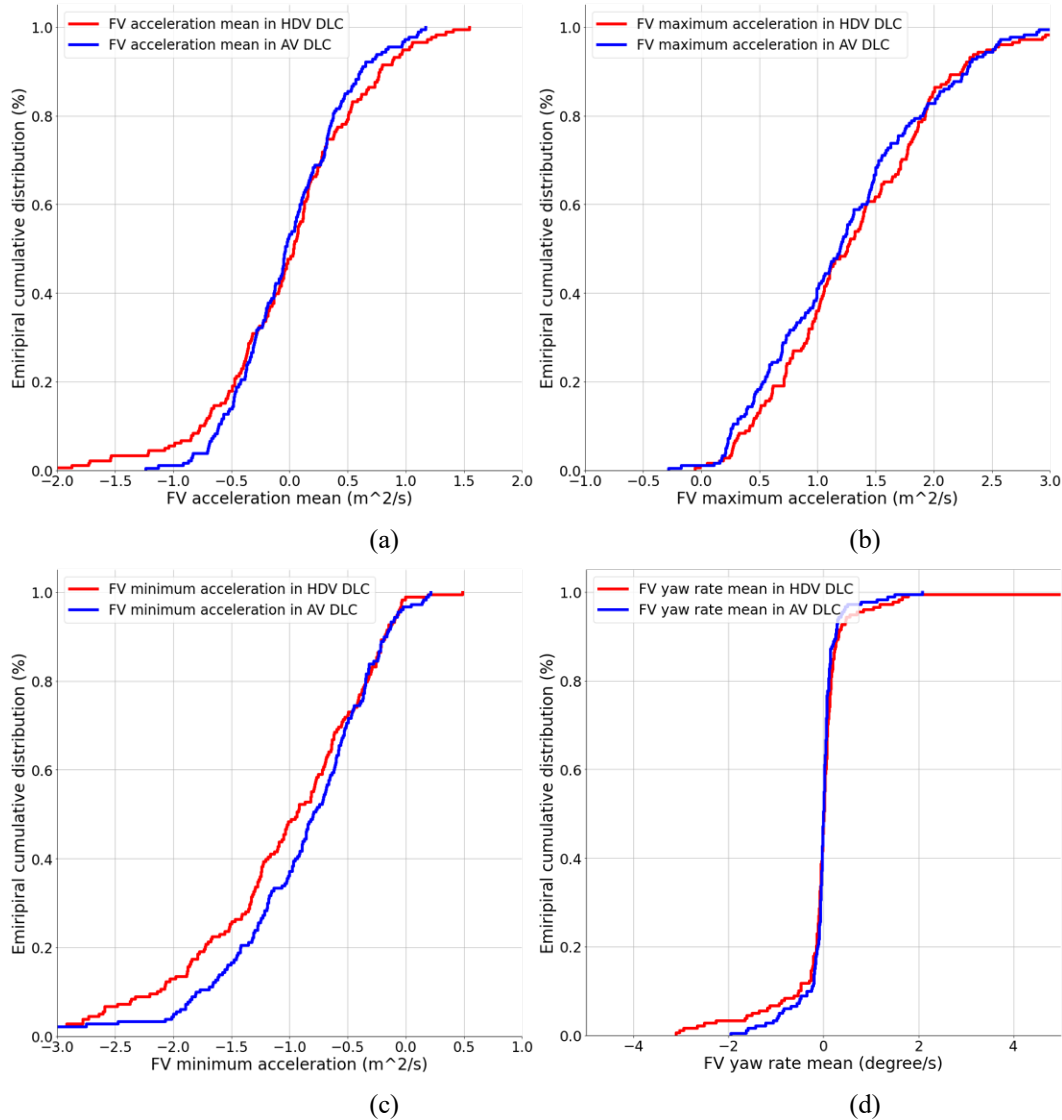 FV acceleration mean in HDV DLC
FV acceleration mean in AV DLC
1.0
0.8
0.6
0.4
0.2
0.0
Emiripiral cumulative distribution (%)
-2.0 -1.5 -1.0 -0.5 0.0 0.5 1.0 1.5 2.0
FV acceleration mean (m^2/s)
(a)
FV maximum acceleration in HDV DLC
FV maximum acceleration in AV DLC
1.0
0.8
0.6
0.4
0.2
0.0
Emiripiral cumulative distribution (%)
-1.0 -0.5 0.0 0.5 1.0 1.5 2.0 2.5 3.0
FV maximum acceleration (m^2/s)
(b)
FV minimum acceleration in HDV DLC
FV minimum acceleration in AV DLC
1.0
0.8
0.6
0.4
0.2
0.0
Emiripiral cumulative distribution (%)
-3.0 -2.5 -2.0 -1.5 -1.0 -0.5 0.0 0.5 1.0
FV minimum acceleration (m^2/s)
(c)
FV yaw rate mean in HDV DLC
FV yaw rate mean in AV DLC
1.0
0.8
0.6
0.4
0.2
0.0
Emiripiral cumulative distribution (%)
−4 −2 0 2 4
FV yaw rate mean (degree/s)
(d)